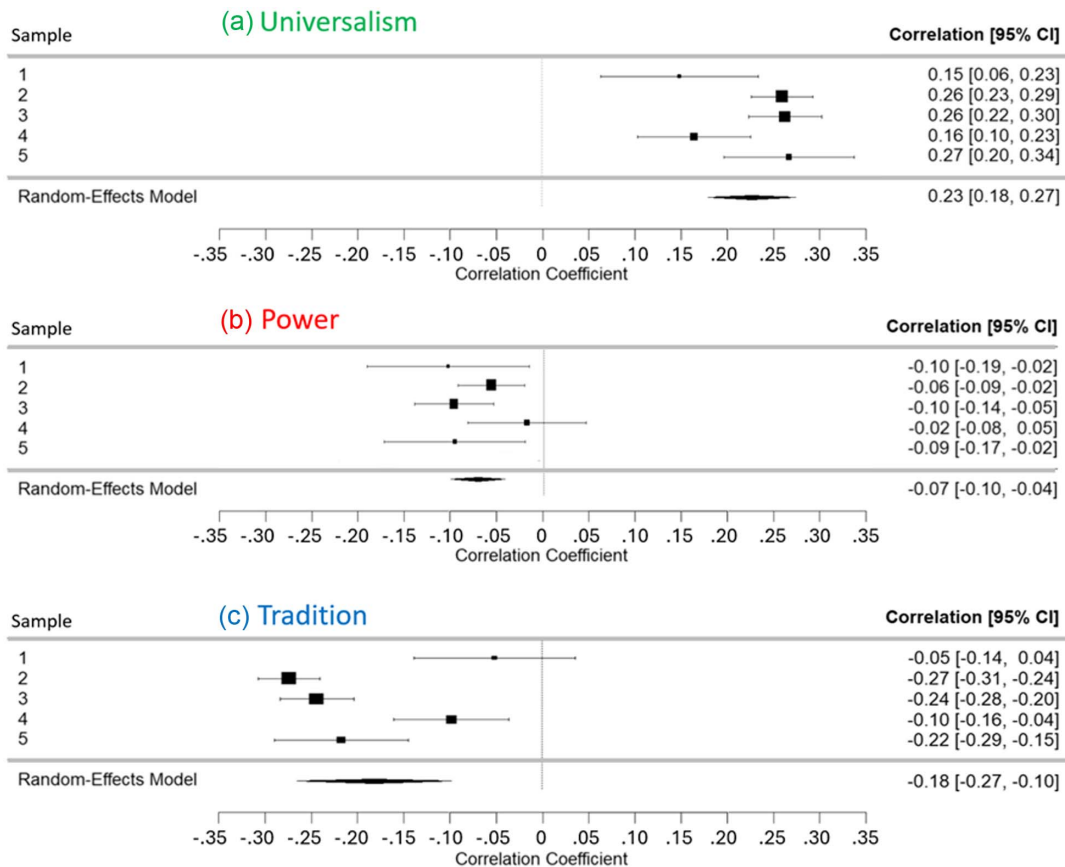 (a) Universalism
Sample Correlation [95% CI]
1 0.15 [0.06, 0.23]
2 0.26 [0.23, 0.29]
3 0.26 [0.22, 0.30]
4 0.16 [0.10, 0.23]
5 0.27 [0.20, 0.34]
Random-Effects Model 0.23 [0.18, 0.27]
-.35 -.30 -.25 -.20 -.15 -.10 -.05 0 .05 .10 .15 .20 .25 .30 .35
Correlation Coefficient
(b) Power
Sample Correlation [95% CI]
1 -0.10 [-0.19, -0.02]
2 -0.06 [-0.09, -0.02]
3 -0.10 [-0.14, -0.05]
4 -0.02 [-0.08, 0.05]
5 -0.09 [-0.17, -0.02]
Random-Effects Model -0.07 [-0.10, -0.04]
-.35 -.30 -.25 -.20 -.15 -.10 -.05 0 .05 .10 .15 .20 .25 .30 .35
Correlation Coefficient
(c) Tradition
Sample Correlation [95% CI]
1 -0.05 [-0.14, 0.04]
2 -0.27 [-0.31, -0.24]
3 -0.24 [-0.28, -0.20]
4 -0.10 [-0.16, -0.04]
5 -0.22 [-0.29, -0.15]
Random-Effects Model -0.18 [-0.27, -0.10]
-.35 -.30 -.25 -.20 -.15 -.10 -.05 0 .05 .10 .15 .20 .25 .30 .35
Correlation Coefficient